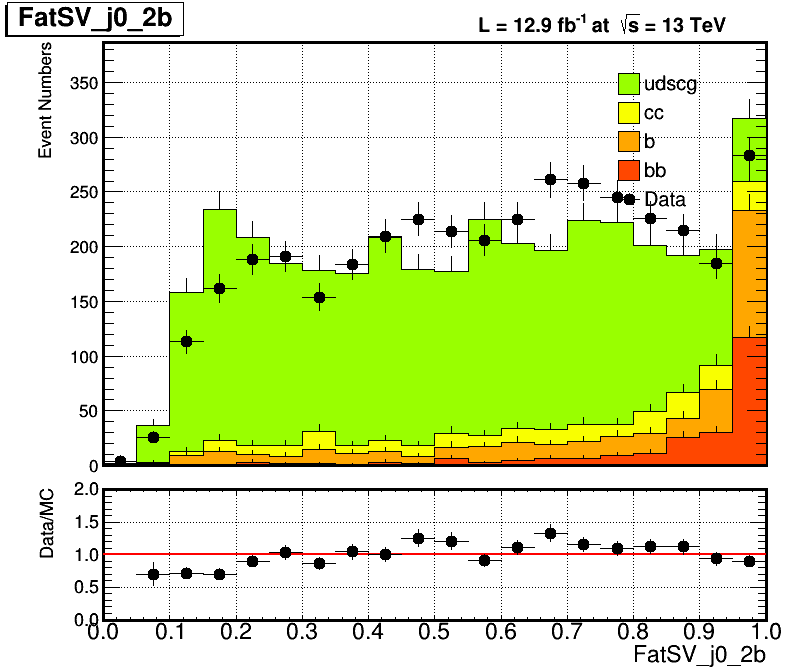 FatSV_j0_2b
L = 12.9 fb⁻¹ at √s = 13 TeV
Event Numbers
350
300
250
200
150
100
50
0
udscg
cc
b
bb
Data
Data/MC
2.0
1.5
1.0
0.5
0.0
0.0 0.1 0.2 0.3 0.4 0.5 0.6 0.7 0.8 0.9 1.0
FatSV_j0_2b